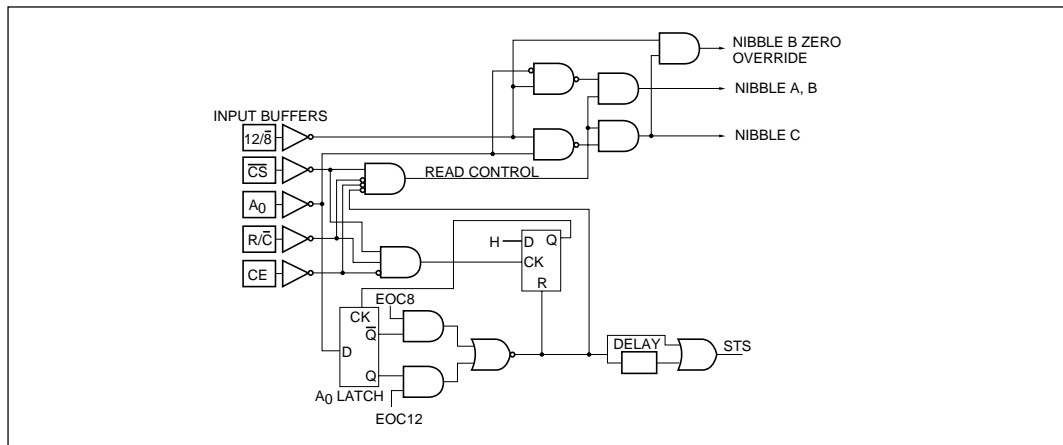 NIBBLE B ZERO
OVERRIDE
NIBBLE A, B
INPUT BUFFERS
12/8̅
NIBBLE C
C̅S̅
READ CONTROL
A₀
R/C̅
H
D
Q
CK
CE
R
EOC8
CK
Q̅
D
DELAY
STS
Q
A₀ LATCH
EOC12